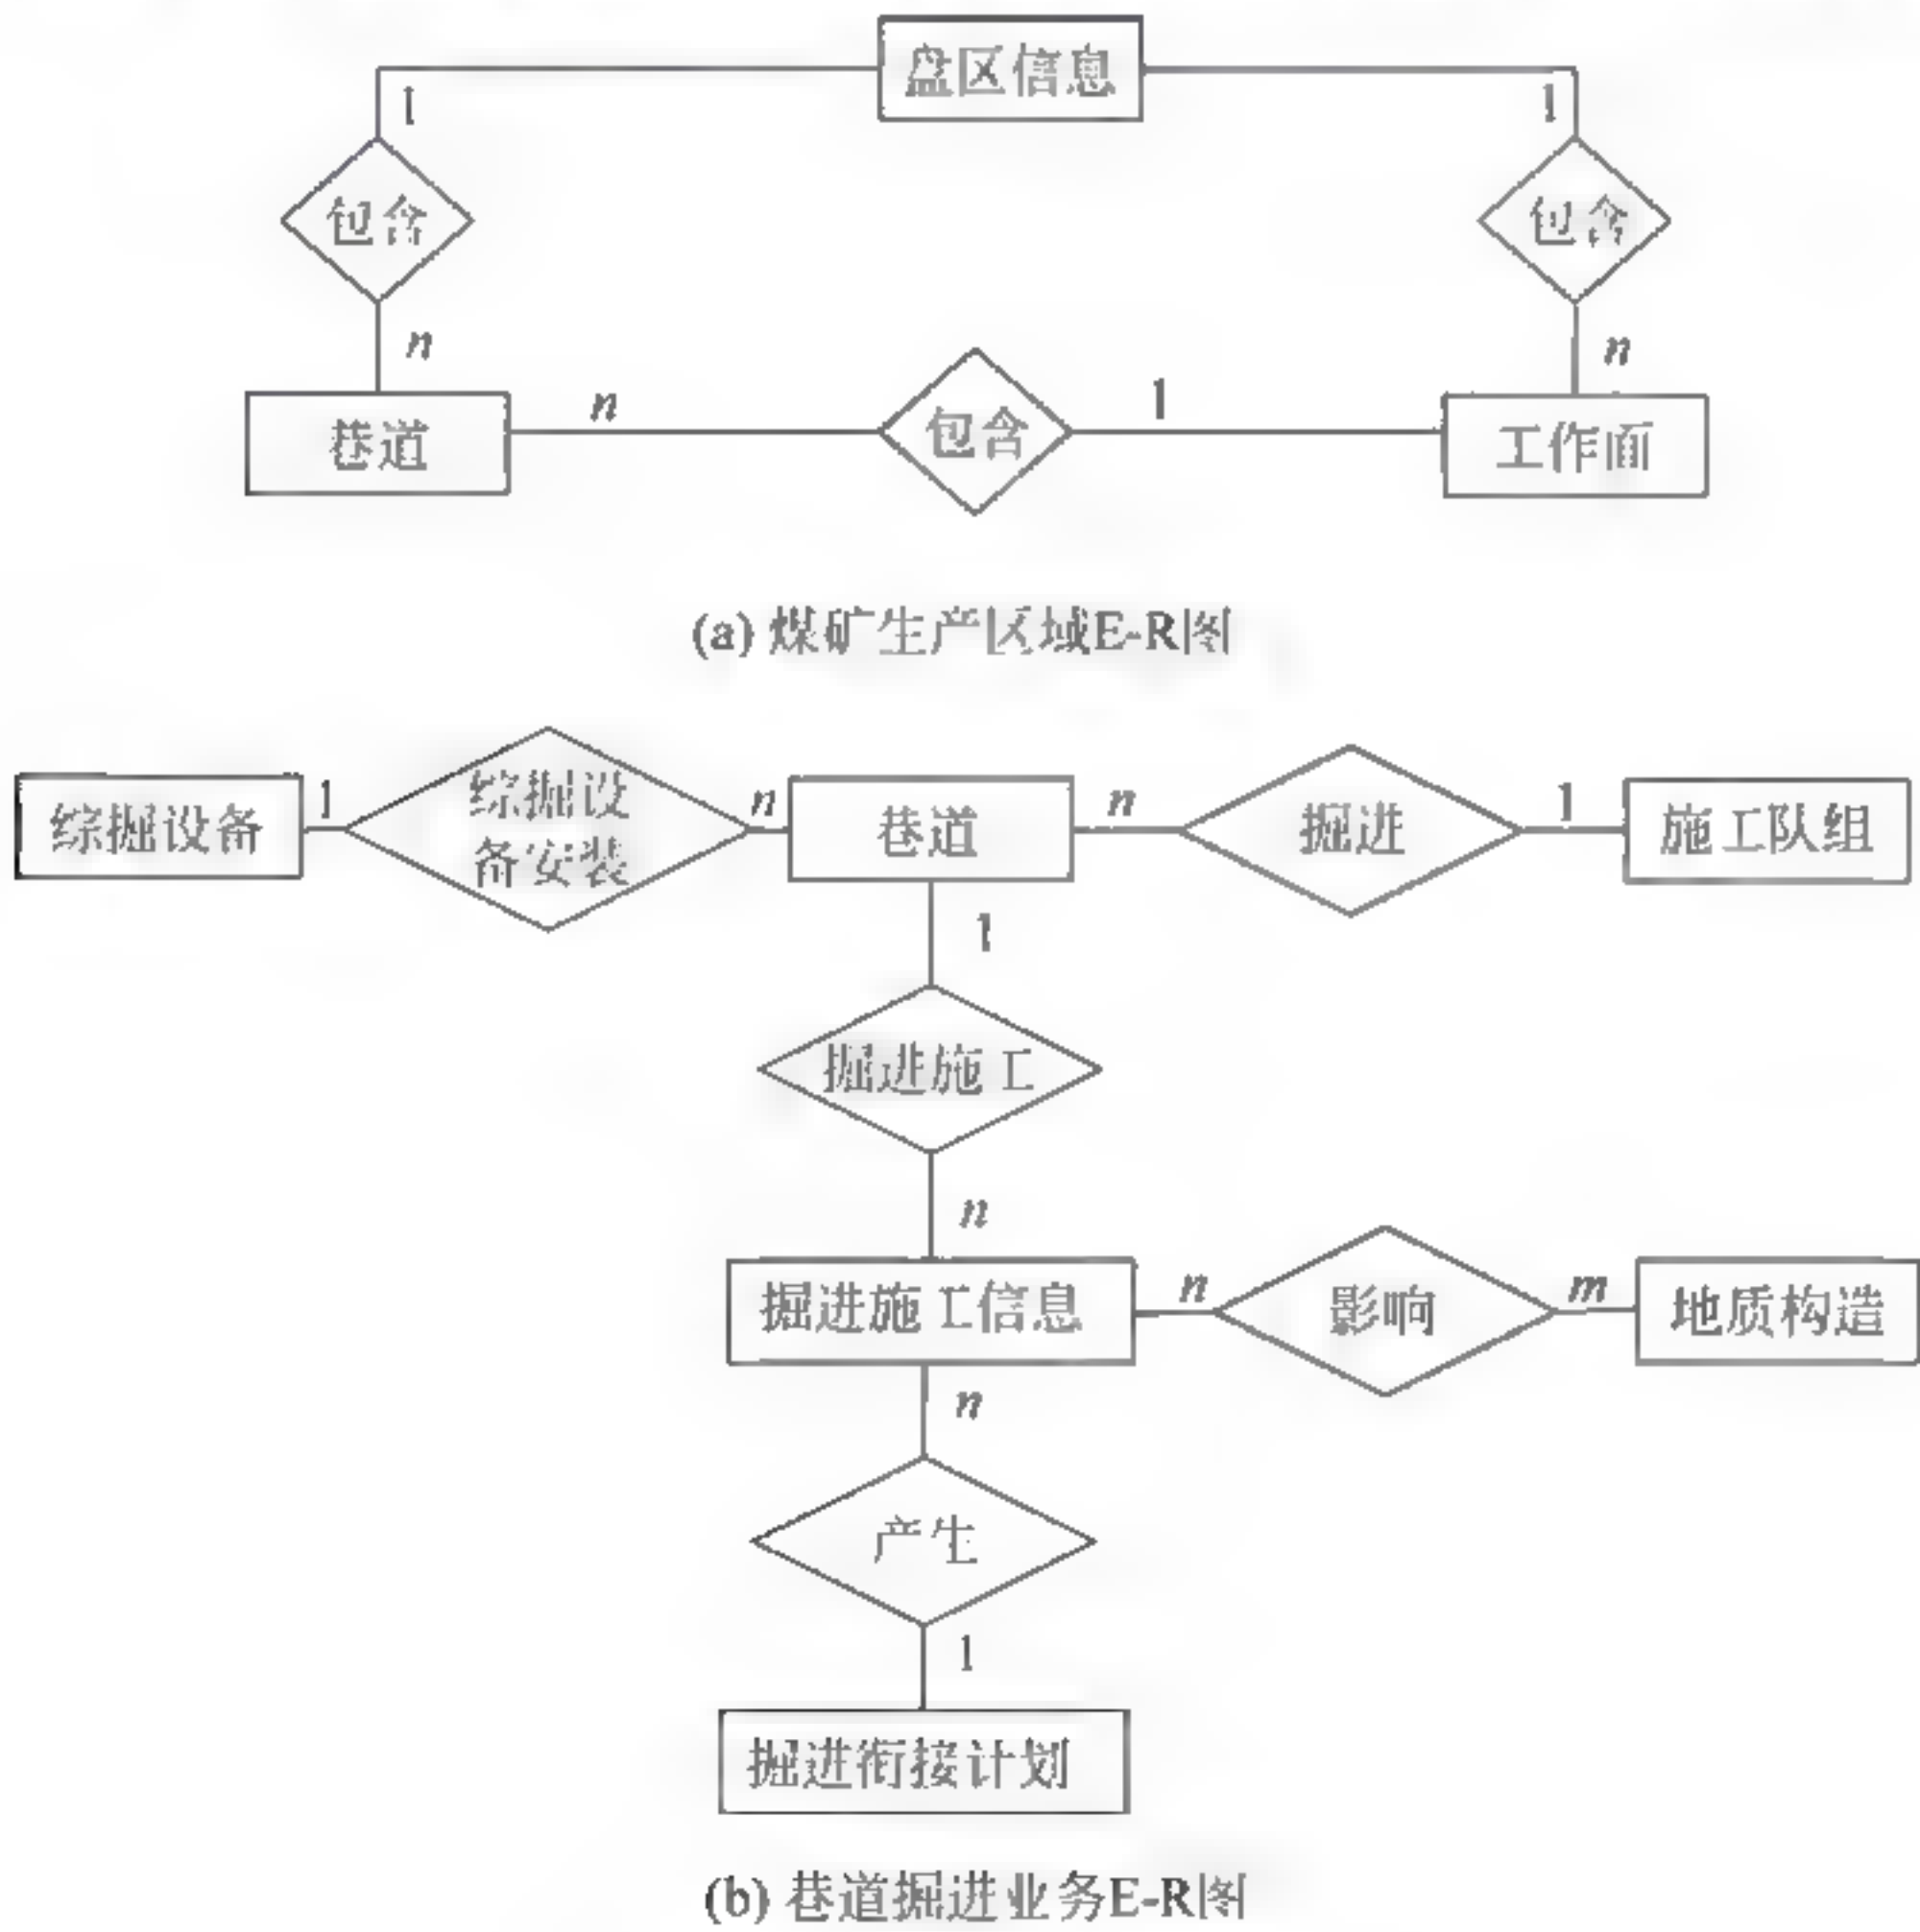 盘区信息
1
1
包含
包含
n
n
巷道
n
包含
1
工作面
(a) 煤矿生产区域E-R图
综掘设备
1
综掘设
备安装
n
巷道
n
掘进
1
施工队组
1
掘进施工
n
掘进施工信息
n
影响
m
地质构造
n
产生
1
掘进衔接计划
(b) 巷道掘进业务E-R图